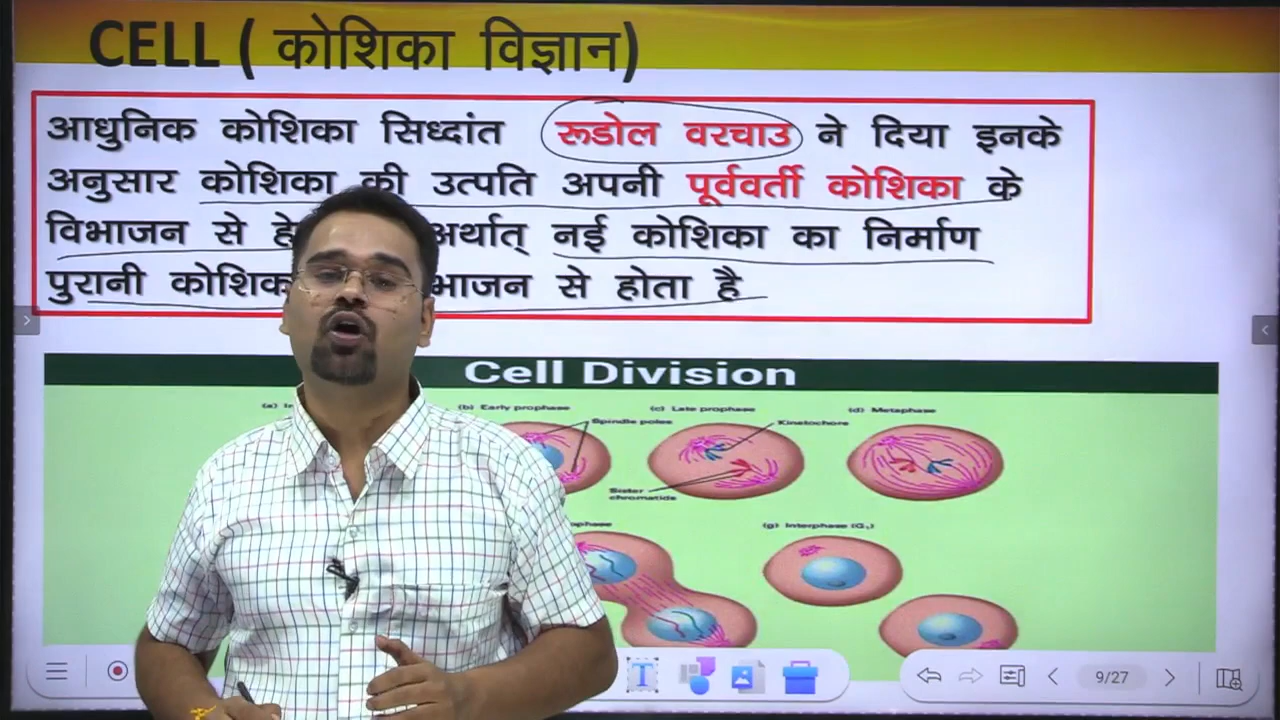 CELL ( कोशिका विज्ञान)
आधुनिक कोशिका सिध्दांत रूडोल वरचाउ ने दिया इनके
अनुसार कोशिका की उत्पति अपनी पूर्ववर्ती कोशिका के
विभाजन से अर्थात् नई कोशिका का निर्माण
पुरानी से होता है
Cell Division
(b) Early prophase
(c) Late prophase
(d) Metaphase
Spindle poles
Kinetochore
Sister
chromatids
(g) Interphase (G₁)
T
9/27